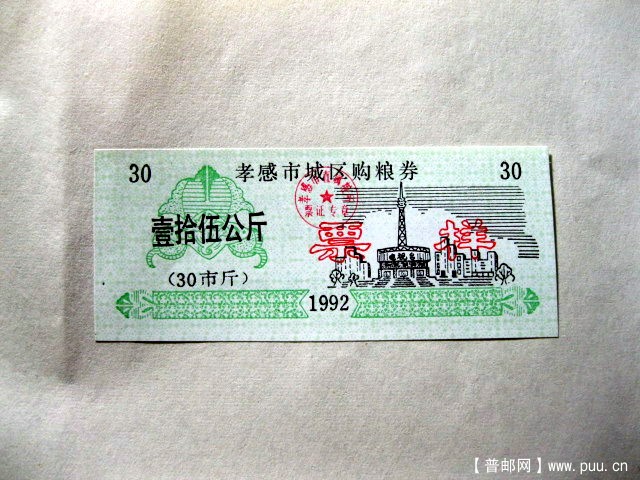 30
孝感市城区购粮券
30
壹拾伍公斤
票 样
（30市斤）
1992
【普邮网】www.puu.cn